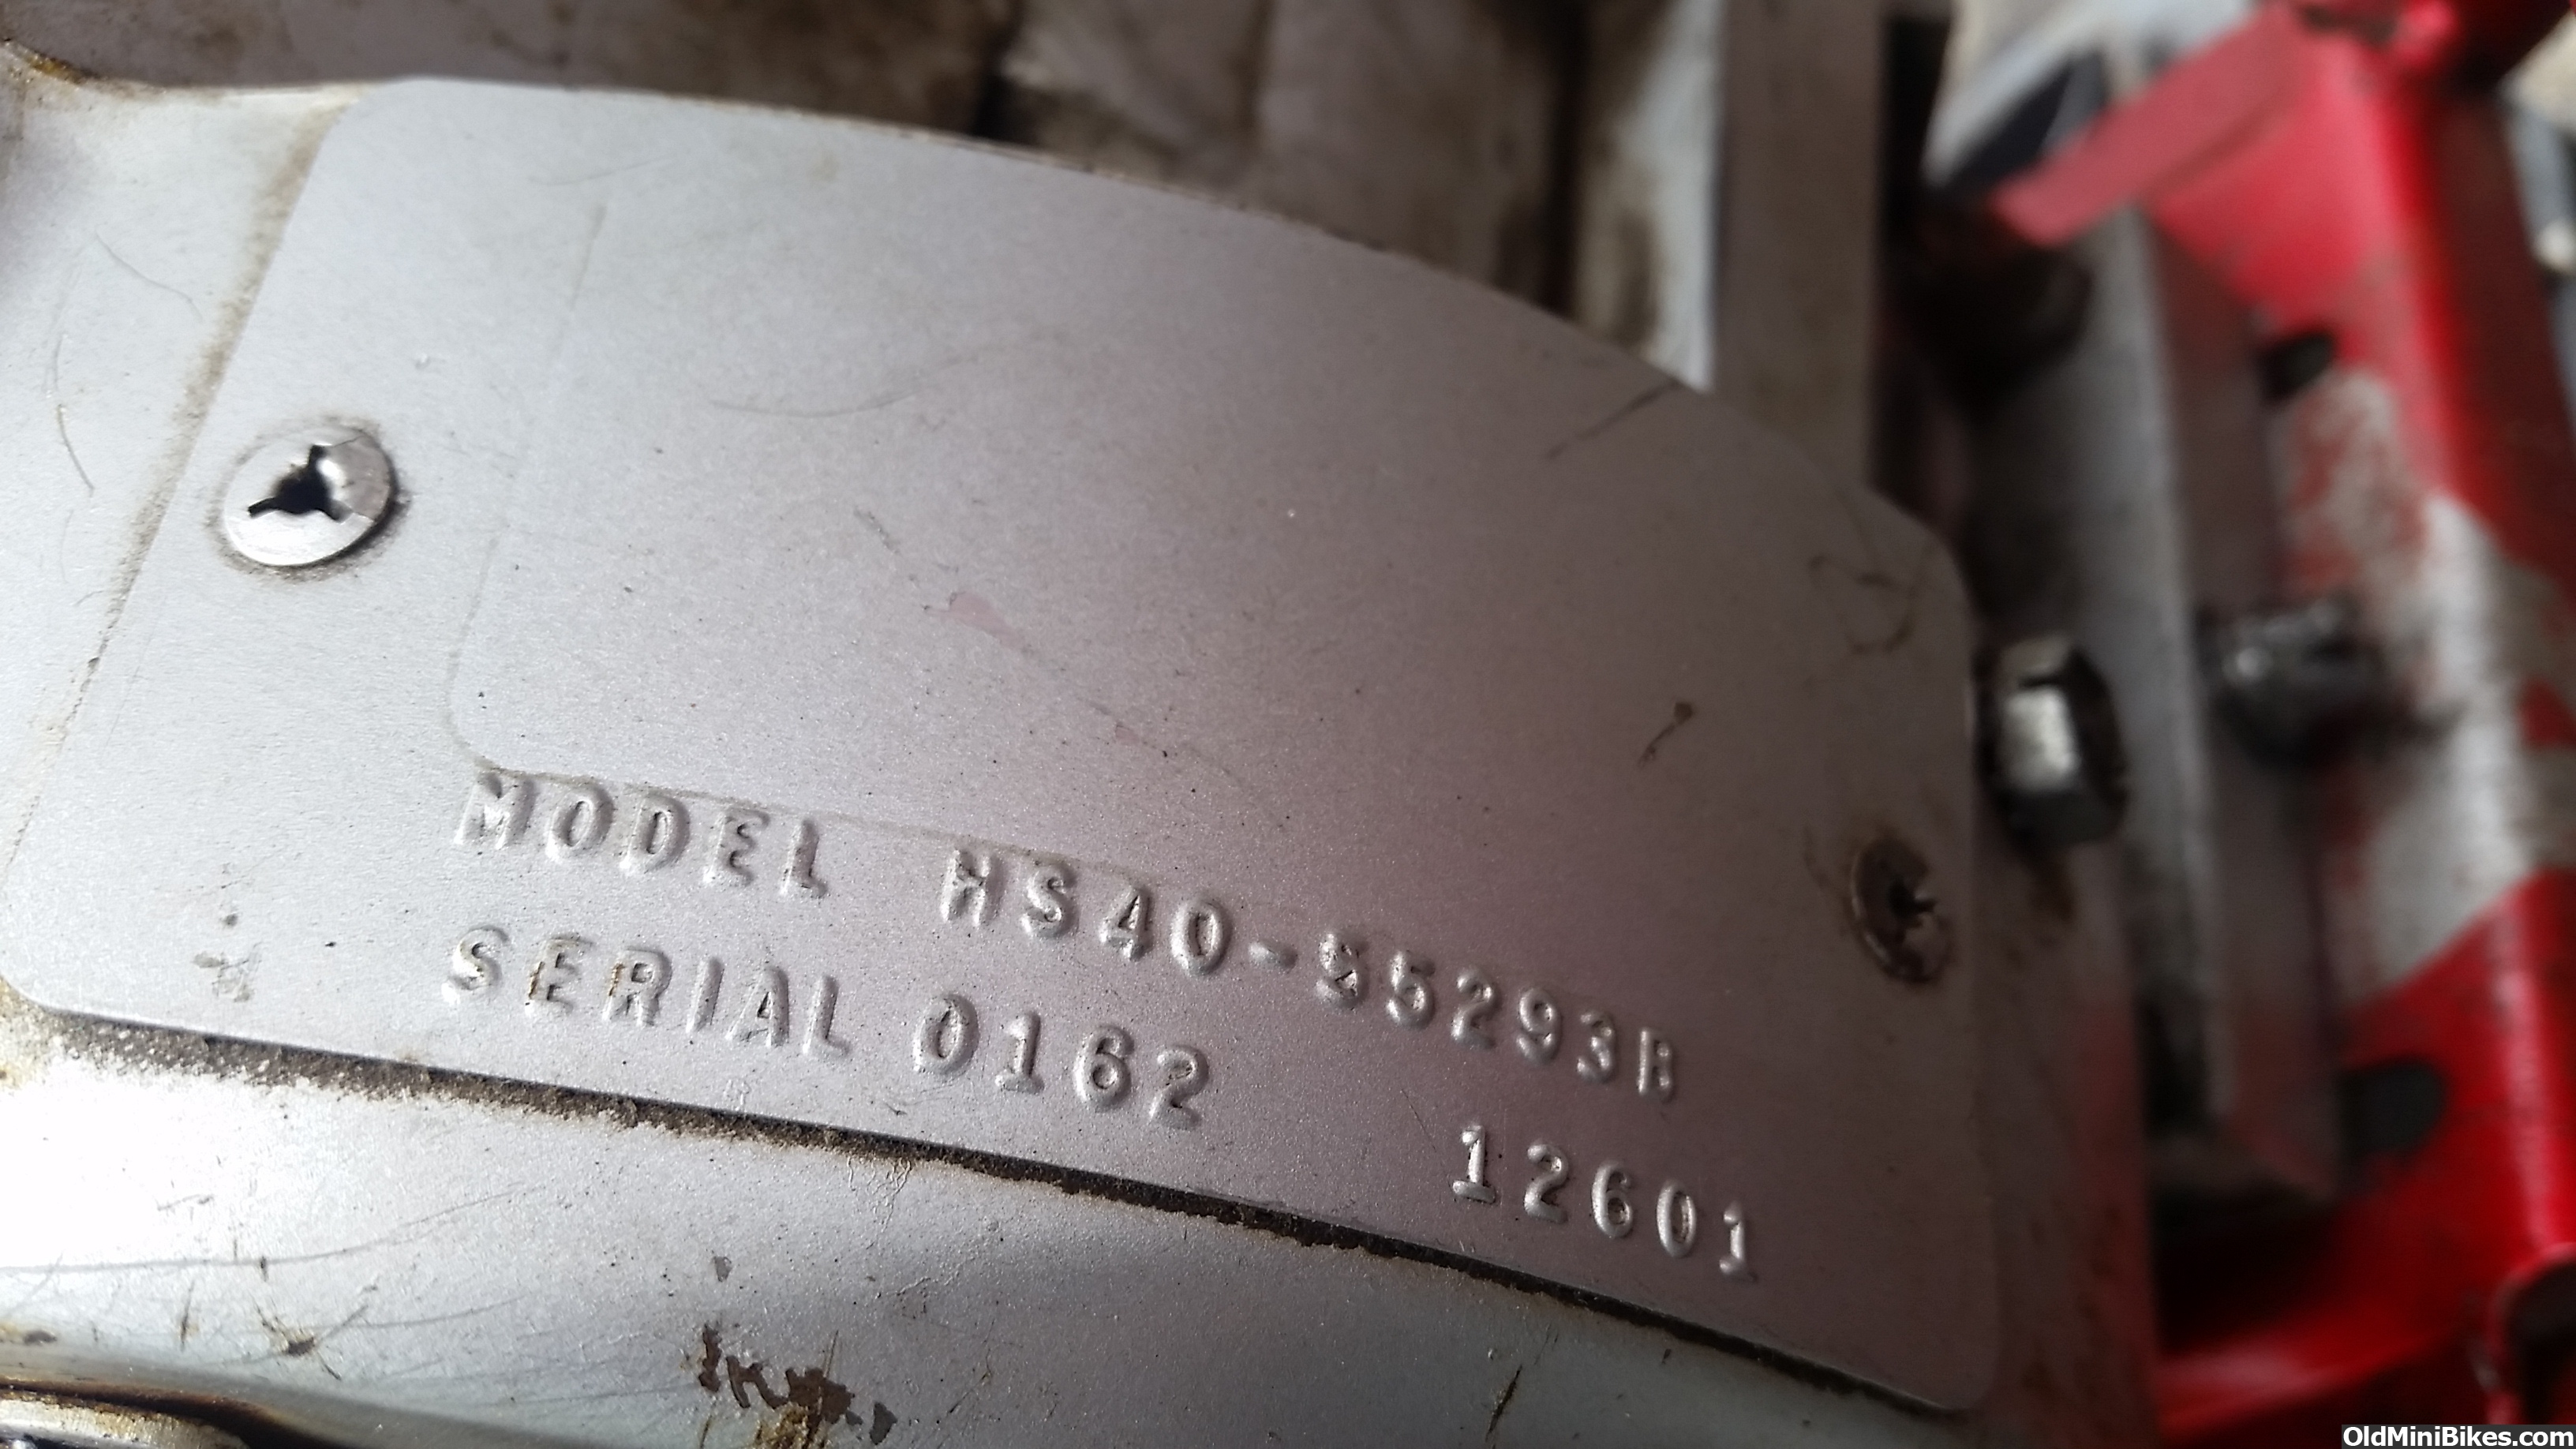 MODEL HS40-55293B
SERIAL 0162 12601
OldMiniBikes.com